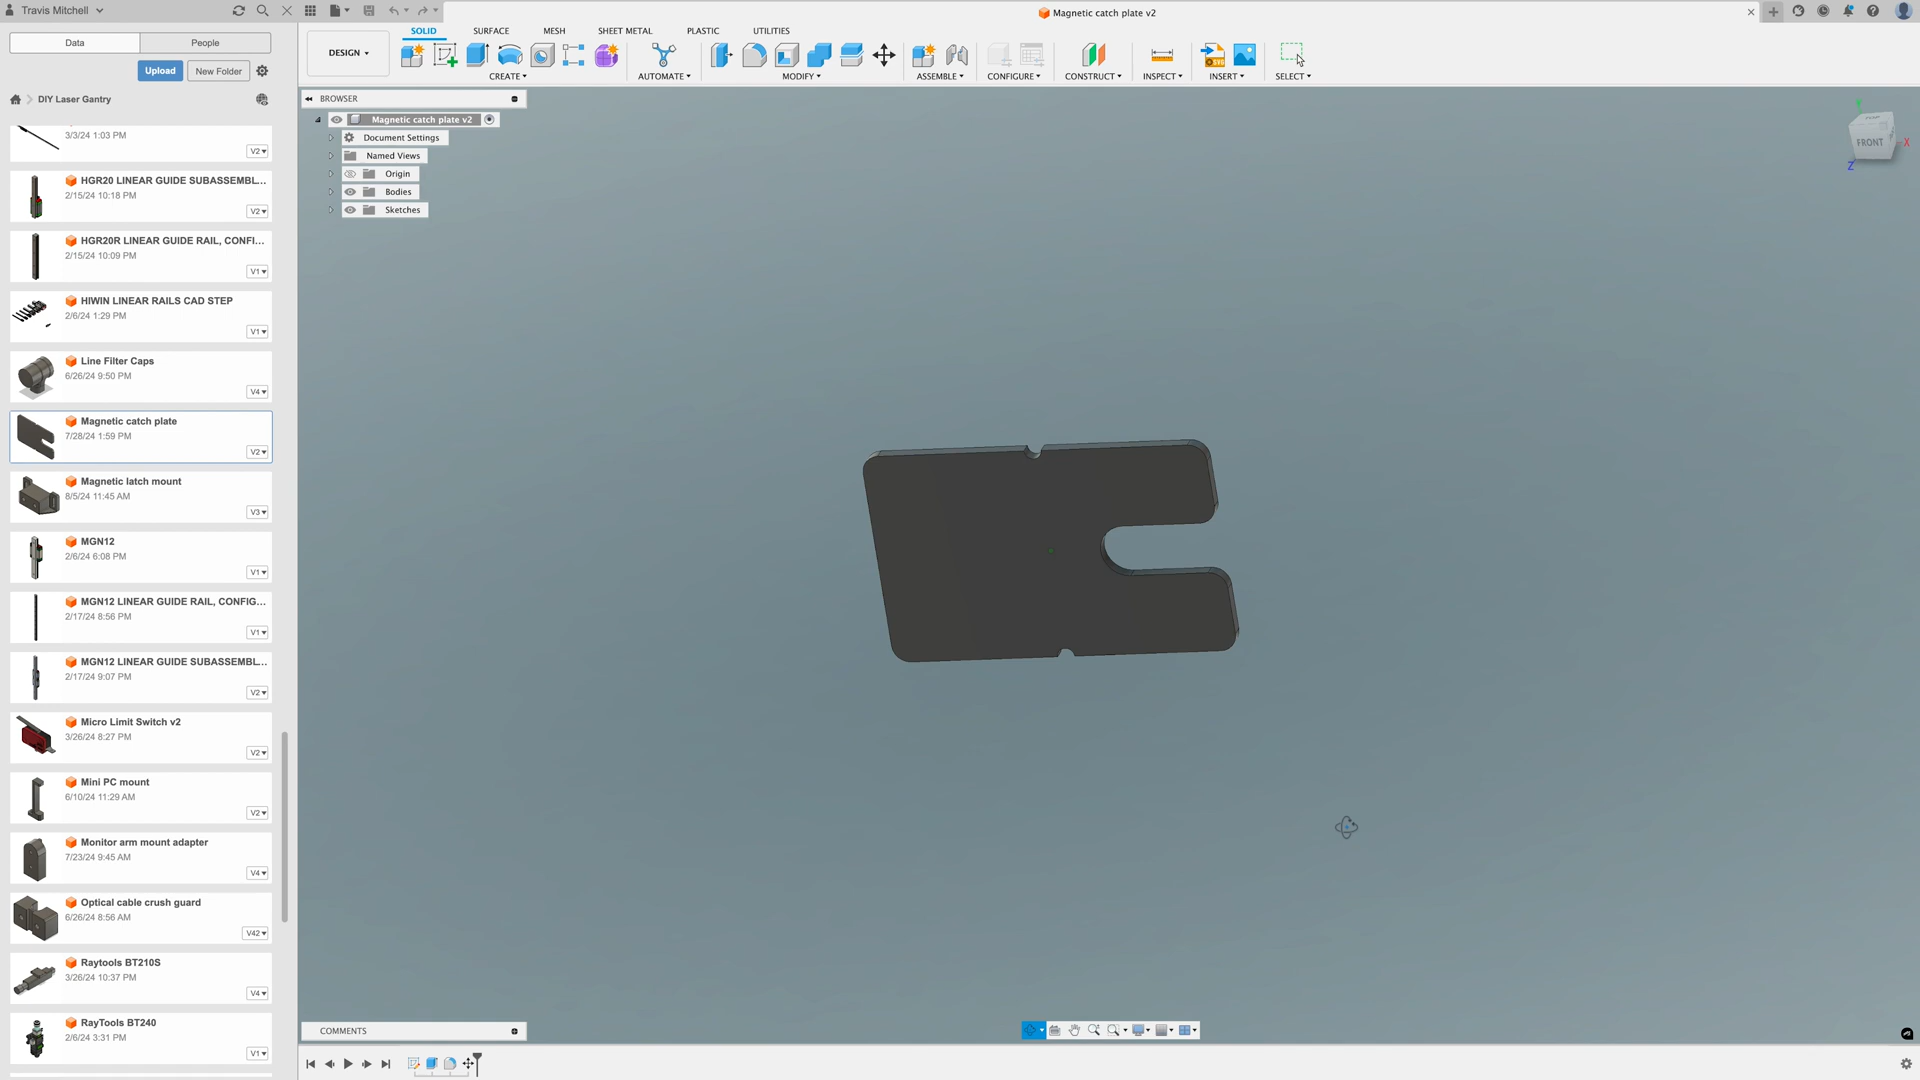 Travis Mitchell
Magnetic catch plate v2
Data
People
Upload
New Folder
DIY Laser Gantry
3/3/24 1:03 PM
V2
HGR20 LINEAR GUIDE SUBASSEMBL...
2/15/24 10:18 PM
V2
HGR20R LINEAR GUIDE RAIL, CONFI...
2/15/24 10:09 PM
V1
HIWIN LINEAR RAILS CAD STEP
2/6/24 1:29 PM
V1
Line Filter Caps
6/26/24 9:50 PM
V4
Magnetic catch plate
7/28/24 1:59 PM
V2
Magnetic latch mount
8/5/24 11:45 AM
V3
MGN12
2/6/24 6:08 PM
V1
MGN12 LINEAR GUIDE RAIL, CONFIG...
2/17/24 8:56 PM
V1
MGN12 LINEAR GUIDE SUBASSEMBL...
2/17/24 9:07 PM
V2
Micro Limit Switch v2
3/26/24 8:27 PM
V2
Mini PC mount
6/10/24 11:29 AM
V2
Monitor arm mount adapter
7/23/24 9:45 AM
V4
Optical cable crush guard
6/26/24 8:56 AM
V42
Raytools BT210S
3/26/24 10:37 PM
V4
RayTools BT240
2/6/24 3:31 PM
V1
DESIGN
SOLID
SURFACE
MESH
SHEET METAL
PLASTIC
UTILITIES
CREATE
AUTOMATE
MODIFY
ASSEMBLE
CONFIGURE
CONSTRUCT
INSPECT
INSERT
SELECT
SVG
BROWSER
Magnetic catch plate v2
Document Settings
Named Views
Origin
Bodies
Sketches
Y
FRONT
X
Z
COMMENTS